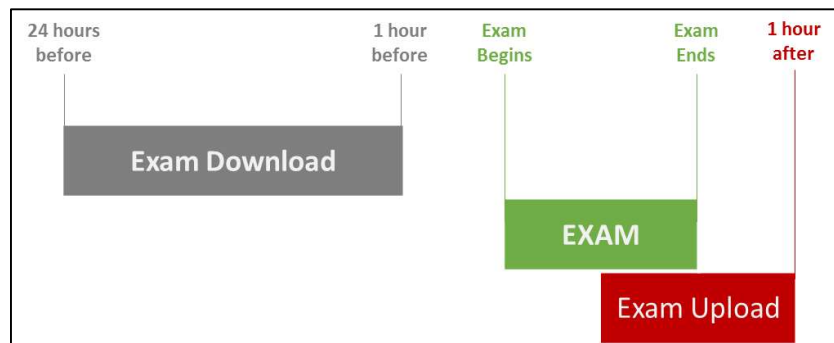 24 hours
before
1 hour
before
Exam
Begins
Exam
Ends
1 hour
after
Exam Download
EXAM
Exam Upload